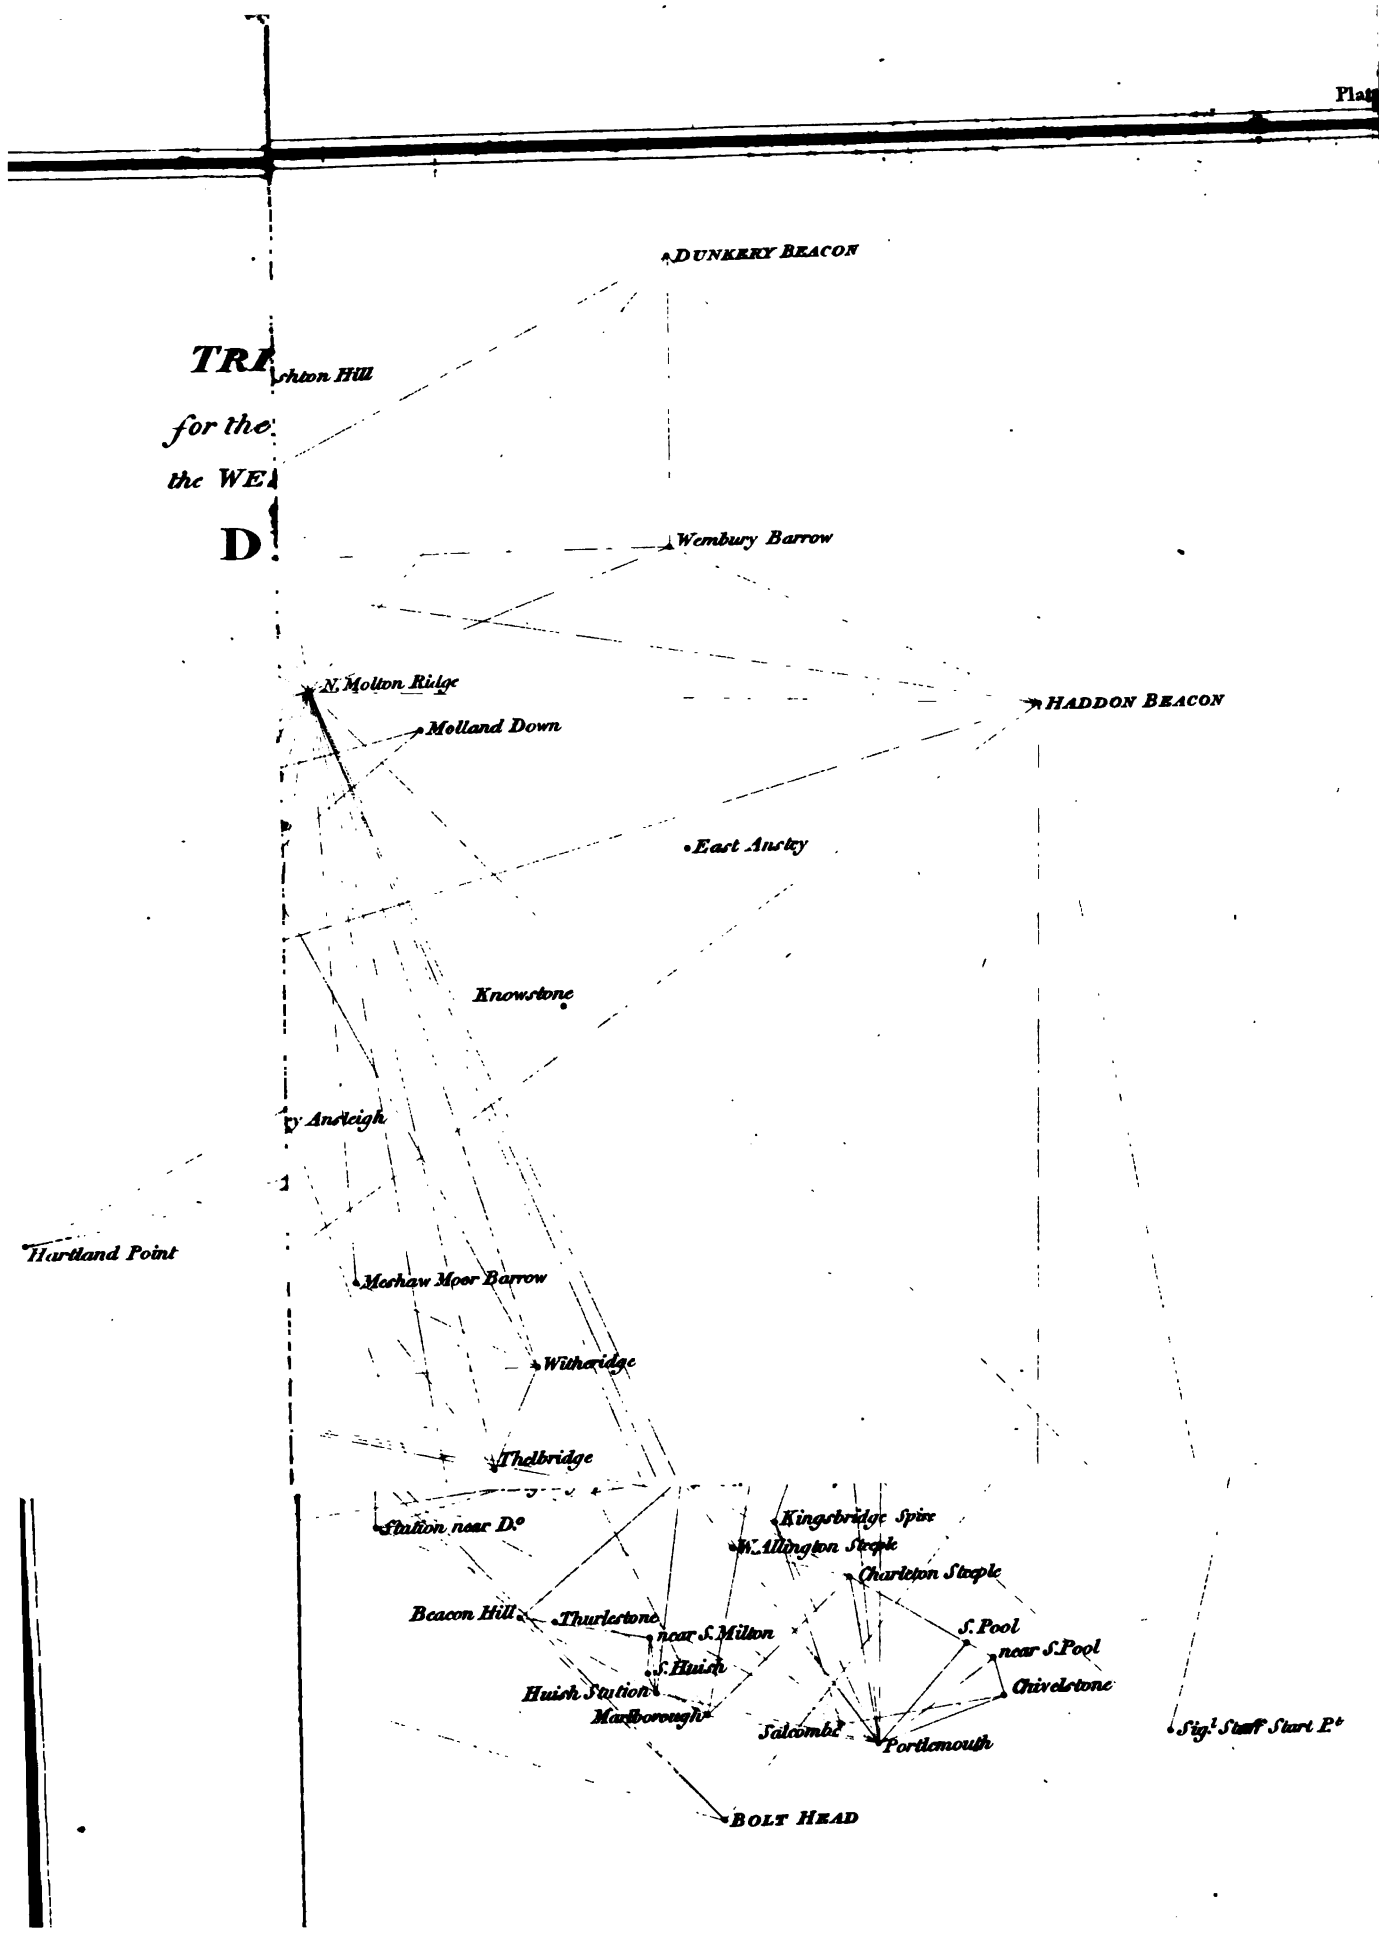 Plat
DUNKERY BEACON
TRI
shton Hill
for the
the WE
D
Wembury Barrow
N. Molton Ridge
HADDON BEACON
Molland Down
East Anstey
Knowstone
ry Ansleigh
Hartland Point
Meshaw Moor Barrow
Witheridge
Thelbridge
Station near D.º
Kingsbridge Spire
W. Allington Steeple
Charleton Steeple
Beacon Hill
Thurlestone
near S. Milton
S. Pool
near S. Pool
S. Huish
Huish Station
Chivelstone
Marlborough
Salcombe
Portlemouth
Sig.l Staff Start P.t
BOLT HEAD